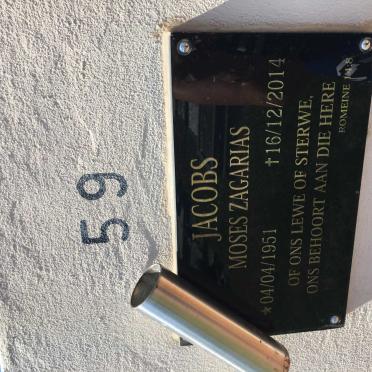 JACOBS
MOSES ZAGARIAS
★04/04/1951 †16/12/2014
OF ONS LEWE OF STERWE,
ONS BEHOORT AAN DIE HERE
ROMEINE
59